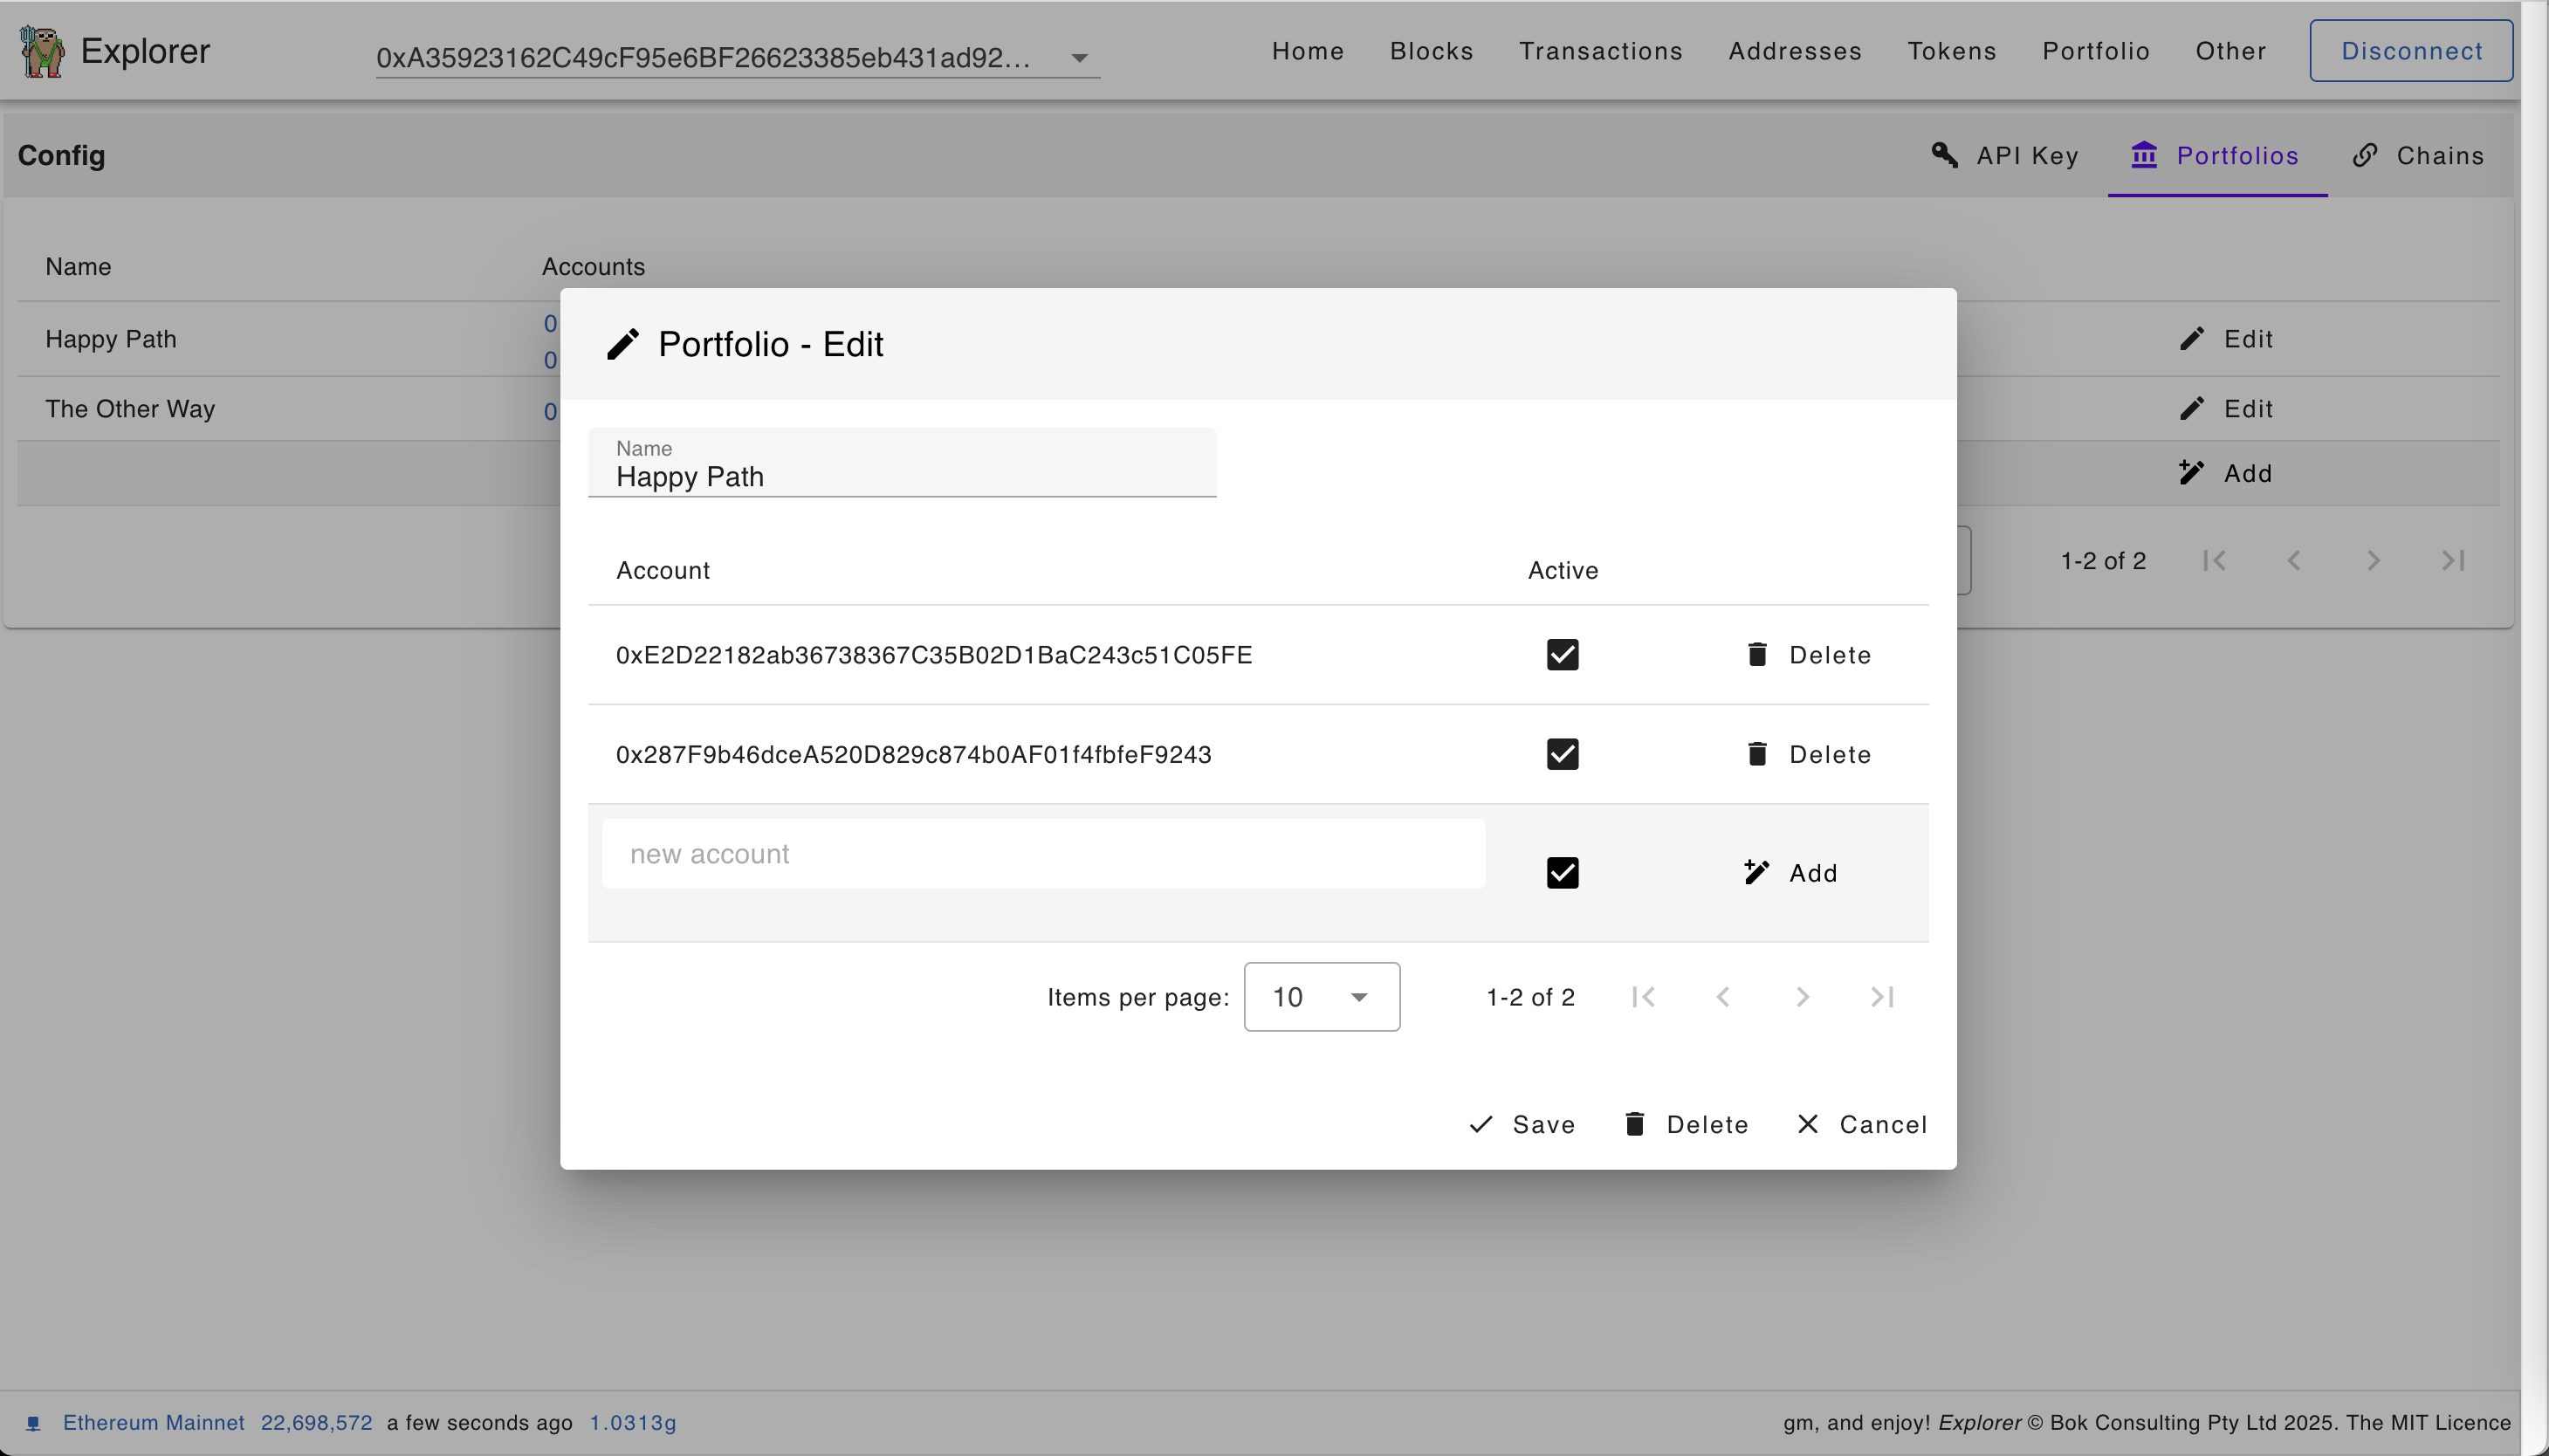 Explorer
0xA35923162C49cF95e6BF26623385eb431ad92...
Home Blocks Transactions Addresses Tokens Portfolio Other Disconnect
Config
API Key Portfolios Chains
Name Accounts
Happy Path
0
0
Edit
The Other Way 0 Edit
Add
1-2 of 2
Portfolio - Edit
Name
Happy Path
Account Active
0xE2D22182ab36738367C35B02D1BaC243c51C05FE Delete
0x287F9b46dceA520D829c874b0AF01f4fbfeF9243 Delete
new account Add
Items per page: 10 1-2 of 2
Save Delete Cancel
Ethereum Mainnet 22,698,572 a few seconds ago 1.0313g
gm, and enjoy! Explorer © Bok Consulting Pty Ltd 2025. The MIT Licence